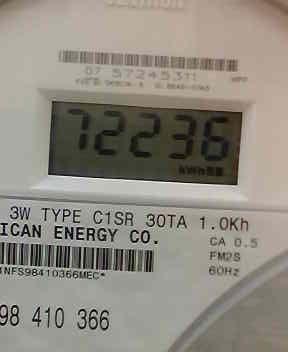 07 57245311
72236
kWh
3W TYPE C1SR 30TA 1.0Kh
ICAN ENERGY CO.
CA 0.5
FM2S
60Hz
1NFS98410366MEC*
98 410 366